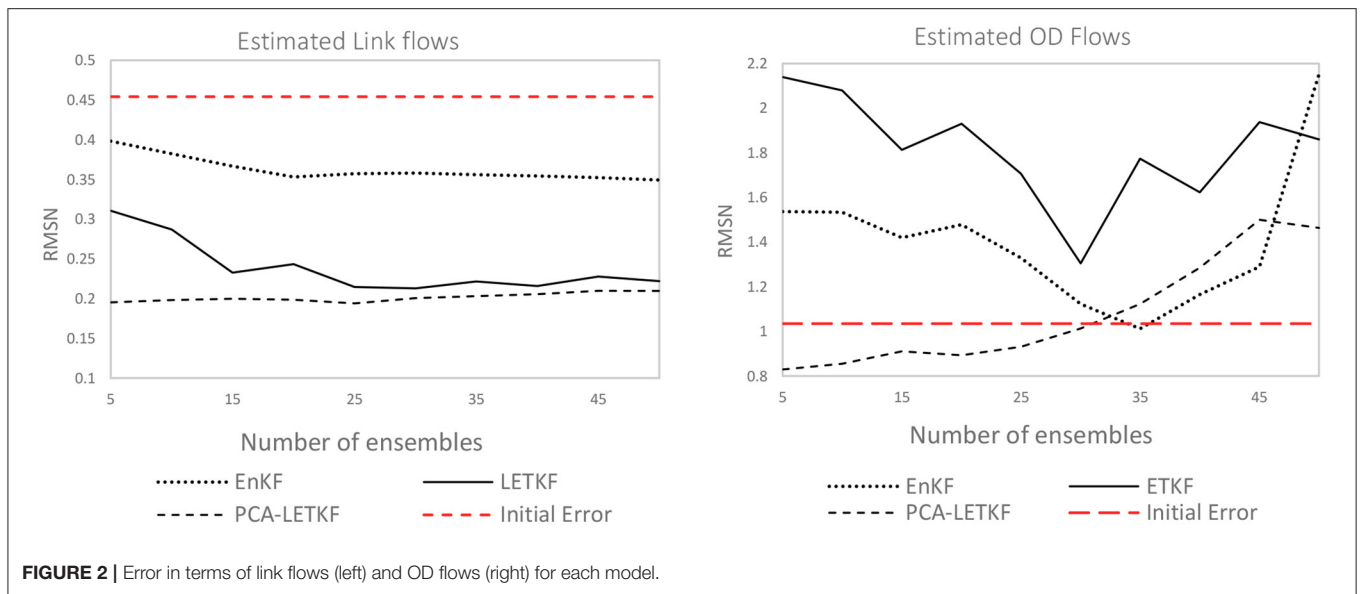 Estimated Link flows
0.5
0.45
0.4
0.35
0.3
0.25
0.2
0.15
0.1
RMSN
5 15 25 35 45
Number of ensembles
EnKF LETKF
PCA-LETKF Initial Error
Estimated OD Flows
2.2
2
1.8
1.6
1.4
1.2
1
0.8
RMSN
5 15 25 35 45
Number of ensembles
EnKF ETKF
PCA-LETKF Initial Error
FIGURE 2 | Error in terms of link flows (left) and OD flows (right) for each model.